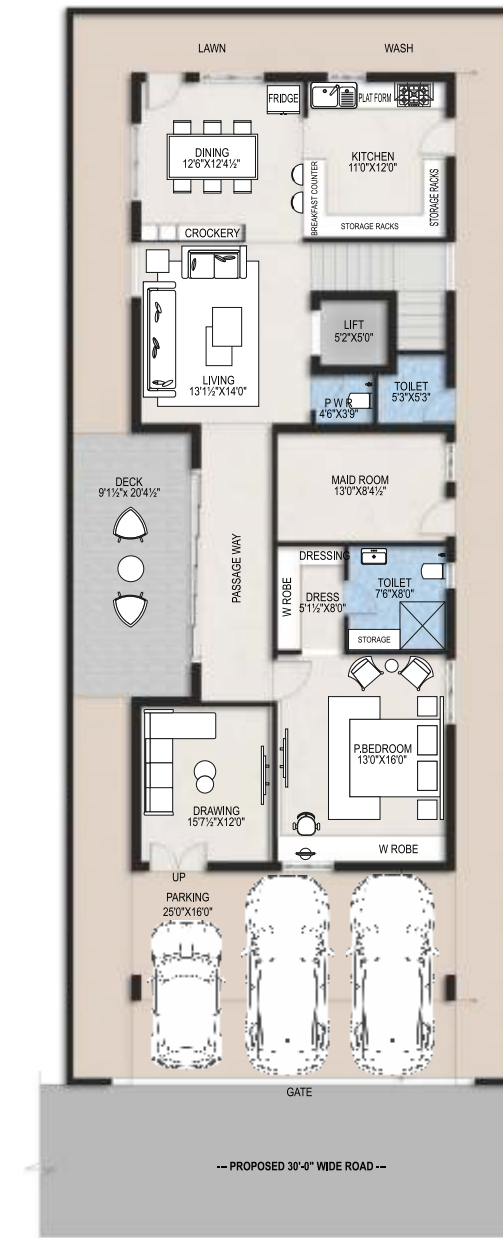 LAWN
WASH
FRIDGE
PLAT FORM
DINING
12'6"X12'4½"
KITCHEN
11'0"X12'0"
BREAKFAST COUNTER
STORAGE RACKS
STORAGE RACKS
CROCKERY
LIFT
5'2"X5'0"
LIVING
13'1½"X14'0"
P W R
4'6"X3'9"
TOILET
5'3"X5'3"
DECK
9'1½"x 20'4½"
MAID ROOM
13'0"X8'4½"
PASSAGE WAY
DRESSING
W ROBE
DRESS
5'1½"X8'0"
TOILET
7'6"X8'0"
STORAGE
P.BEDROOM
13'0"X16'0"
DRAWING
15'7½"X12'0"
W ROBE
UP
PARKING
25'0"X16'0"
GATE
--- PROPOSED 30'-0" WIDE ROAD ---